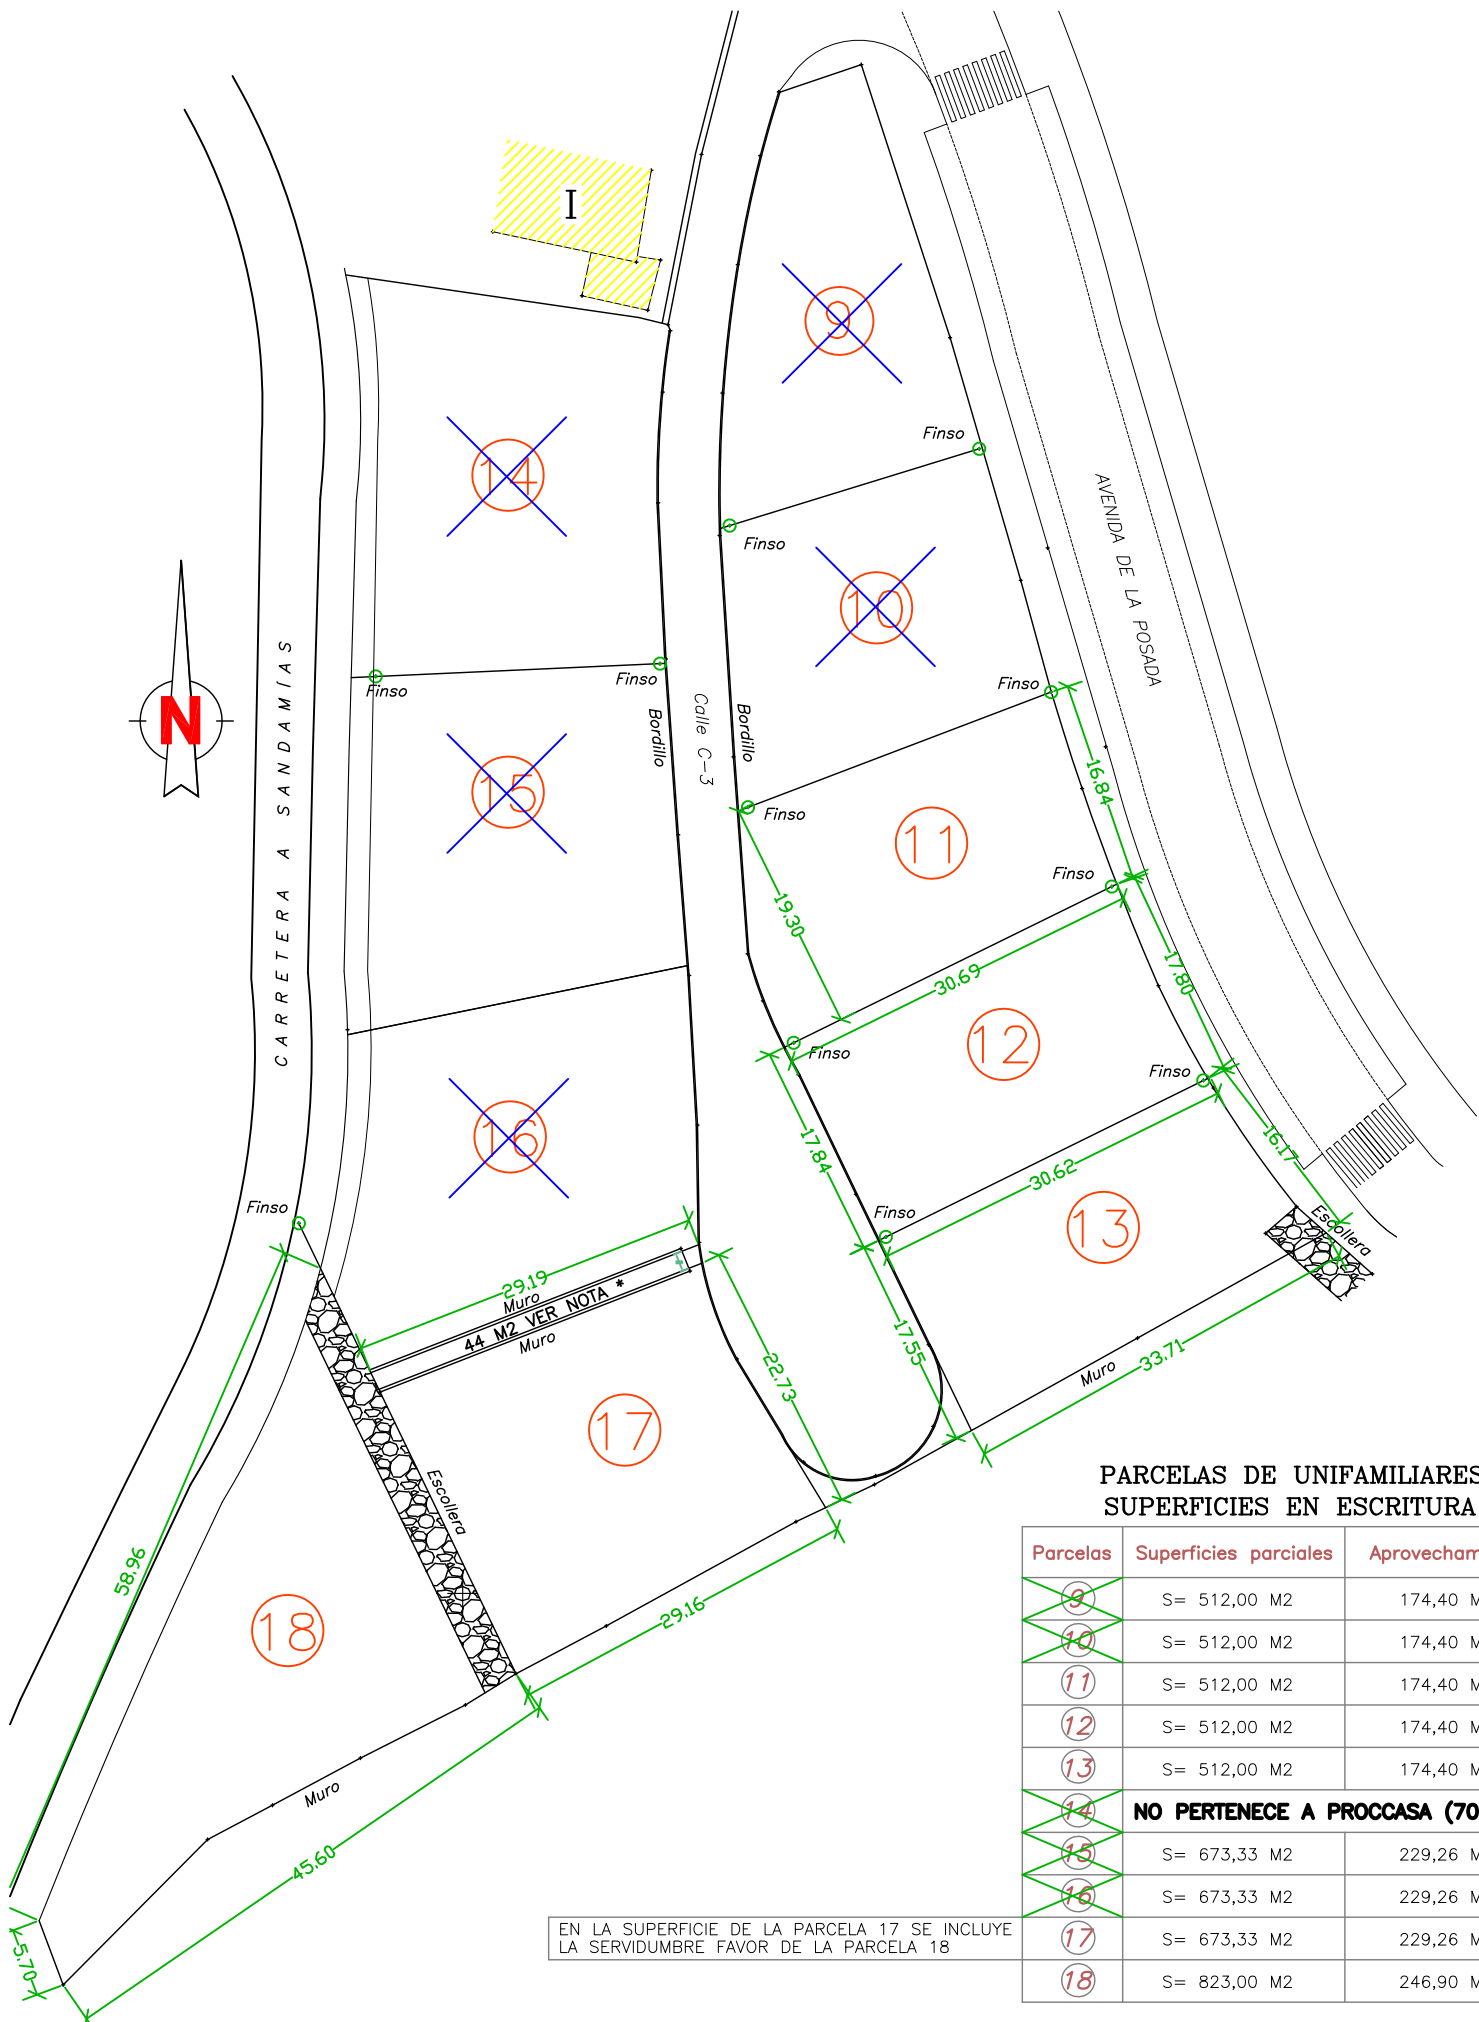 I
9
14
Finso
Finso
10
AVENIDA DE LA POSADA
CARRETERA A SANDAMIAS
N
Finso
Finso
Finso
Bordillo
Calle C-3
Bordillo
15
16.84
Finso
11
Finso
19.30
30.69
17.80
12
Finso
Finso
16
17.84
30.62
16.17
Finso
Finso
13
Escollera
29.19
Muro
44 M2 VER NOTA *
Muro
22.73
17.55
Muro
33.71
17
Escollera
58.96
18
29.16
Muro
45.60
5.70
PARCELAS DE UNIFAMILIARES
SUPERFICIES EN ESCRITURA
Parcelas Superficies parciales Aprovecham
9 S= 512,00 M2 174,40 M
10 S= 512,00 M2 174,40 M
11 S= 512,00 M2 174,40 M
12 S= 512,00 M2 174,40 M
13 S= 512,00 M2 174,40 M
14 NO PERTENECE A PROCCASA (70
15 S= 673,33 M2 229,26 M
16 S= 673,33 M2 229,26 M
17 S= 673,33 M2 229,26 M
18 S= 823,00 M2 246,90 M
EN LA SUPERFICIE DE LA PARCELA 17 SE INCLUYE
LA SERVIDUMBRE FAVOR DE LA PARCELA 18